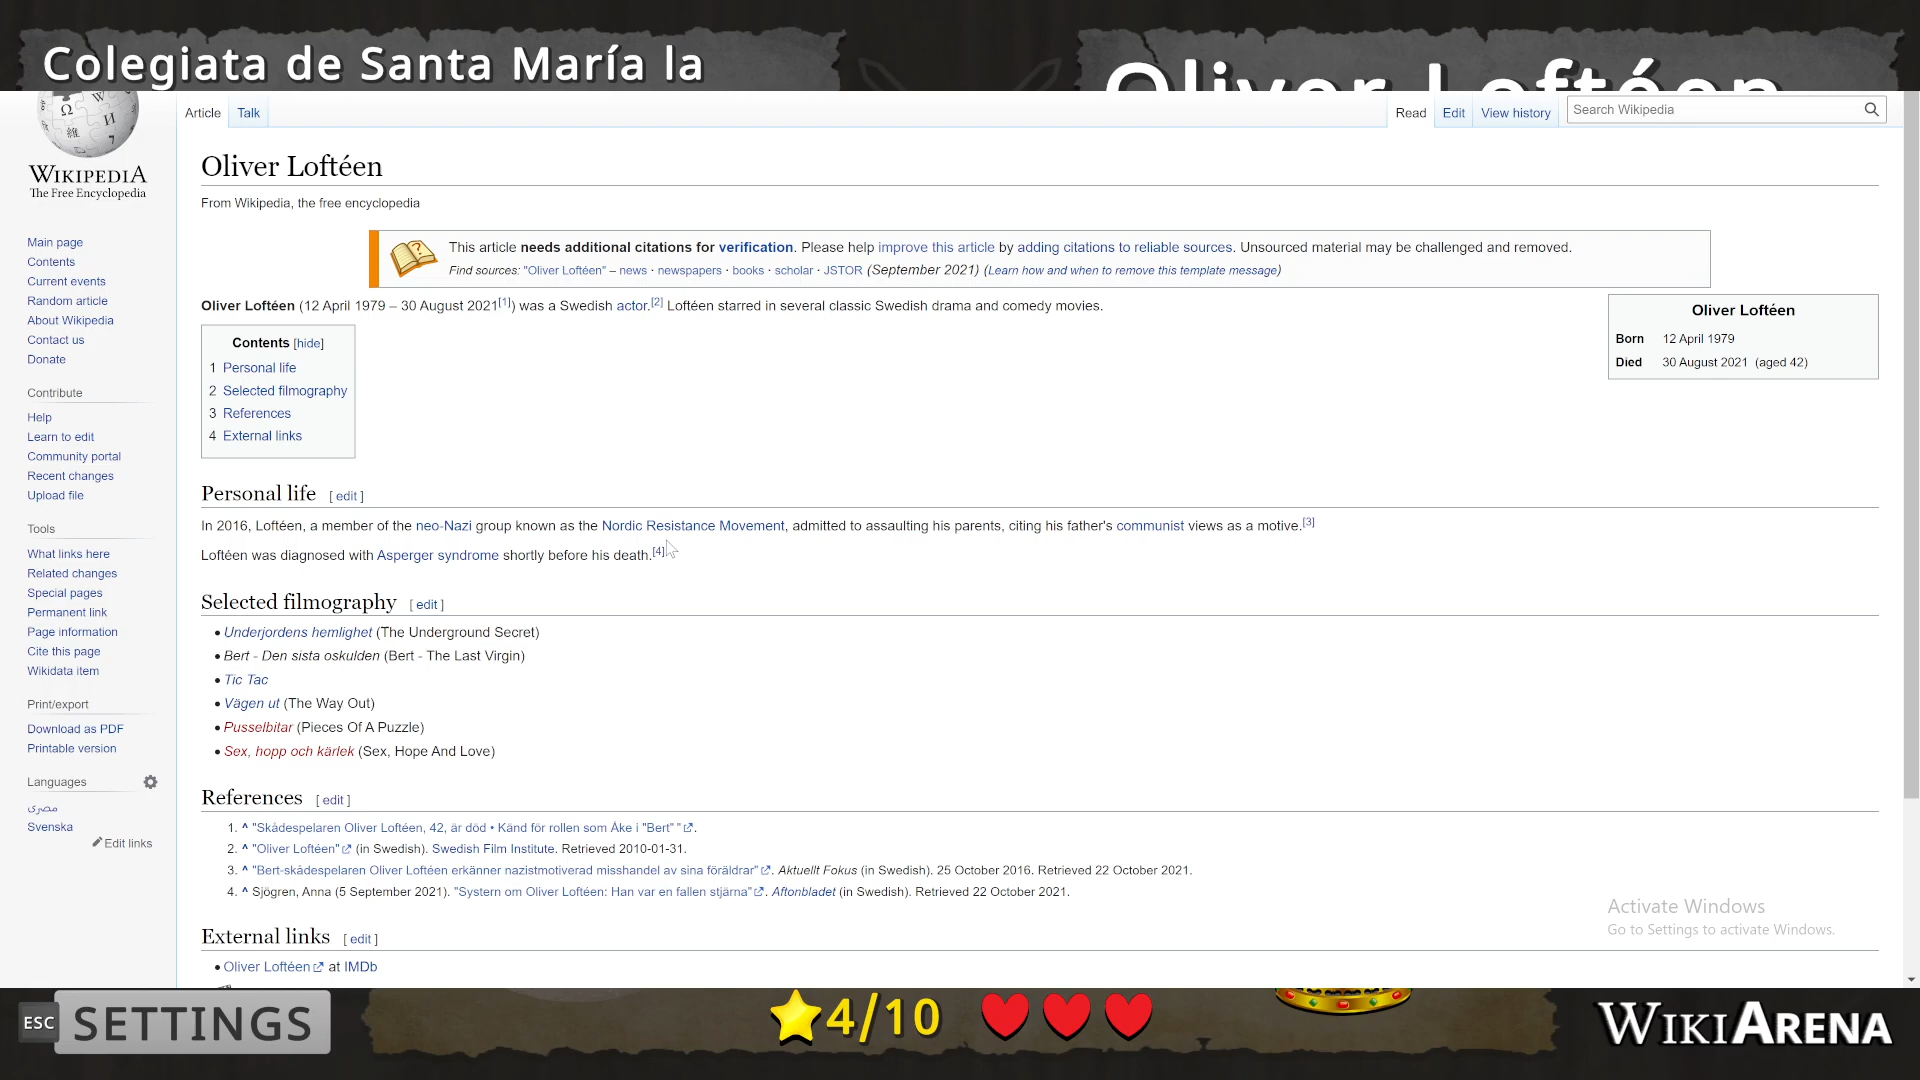 Colegiata de Santa María la
Oliver Loftéen
WIKIPEDIA
The Free Encyclopedia
Main page
Contents
Current events
Random article
About Wikipedia
Contact us
Donate
Contribute
Help
Learn to edit
Community portal
Recent changes
Upload file
Tools
What links here
Related changes
Special pages
Permanent link
Page information
Cite this page
Wikidata item
Print/export
Download as PDF
Printable version
Languages
مصرى
Svenska
Edit links
Article Talk Read Edit View history Search Wikipedia
Oliver Loftéen
From Wikipedia, the free encyclopedia
This article needs additional citations for verification. Please help improve this article by adding citations to reliable sources. Unsourced material may be challenged and removed.
Find sources: "Oliver Loftéen" – news · newspapers · books · scholar · JSTOR (September 2021) (Learn how and when to remove this template message)
Oliver Loftéen (12 April 1979 – 30 August 2021[1]) was a Swedish actor.[2] Loftéen starred in several classic Swedish drama and comedy movies.
Oliver Loftéen
Born 12 April 1979
Died 30 August 2021 (aged 42)
Contents [hide]
1 Personal life
2 Selected filmography
3 References
4 External links
Personal life [ edit ]
In 2016, Loftéen, a member of the neo-Nazi group known as the Nordic Resistance Movement, admitted to assaulting his parents, citing his father's communist views as a motive.[3]
Loftéen was diagnosed with Asperger syndrome shortly before his death.[4]
Selected filmography [ edit ]
• Underjordens hemlighet (The Underground Secret)
• Bert - Den sista oskulden (Bert - The Last Virgin)
• Tic Tac
• Vägen ut (The Way Out)
• Pusselbitar (Pieces Of A Puzzle)
• Sex, hopp och kärlek (Sex, Hope And Love)
References [ edit ]
1. ^ "Skådespelaren Oliver Loftéen, 42, är död • Känd för rollen som Åke i "Bert" ".
2. ^ "Oliver Loftéen" (in Swedish). Swedish Film Institute. Retrieved 2010-01-31.
3. ^ "Bert-skådespelaren Oliver Loftéen erkänner nazistmotiverad misshandel av sina föräldrar". Aktuellt Fokus (in Swedish). 25 October 2016. Retrieved 22 October 2021.
4. ^ Sjögren, Anna (5 September 2021). "Systern om Oliver Loftéen: Han var en fallen stjärna". Aftonbladet (in Swedish). Retrieved 22 October 2021.
External links [ edit ]
• Oliver Loftéen at IMDb
Activate Windows
Go to Settings to activate Windows.
ESC SETTINGS
4/10
WIKIARENA